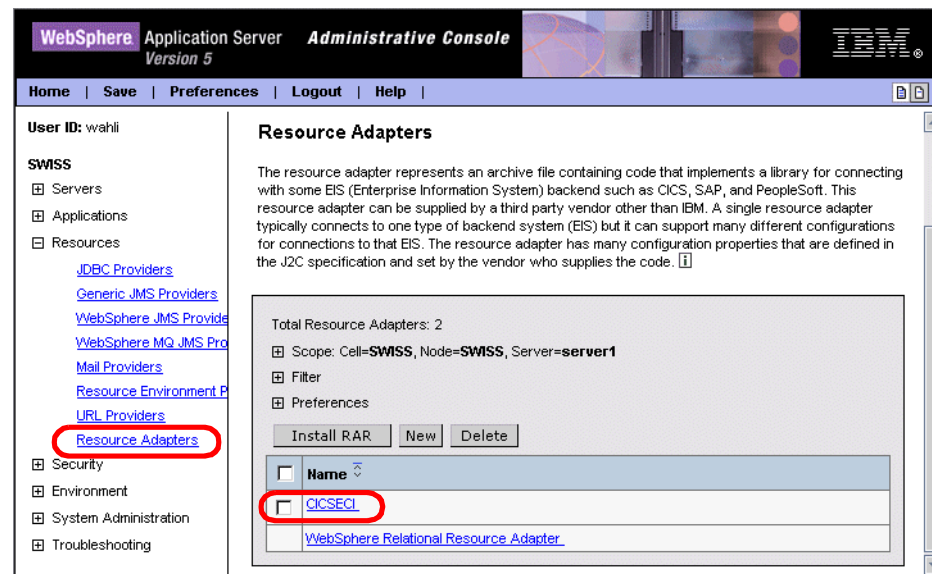 WebSphere Application Server Administrative Console
Version 5
IBM®
Home | Save | Preferences | Logout | Help |
User ID: wahli
SWISS
Servers
Applications
Resources
JDBC Providers
Generic JMS Providers
WebSphere JMS Provide
WebSphere MQ JMS Pro
Mail Providers
Resource Environment P
URL Providers
Resource Adapters
Security
Environment
System Administration
Troubleshooting
Resource Adapters
The resource adapter represents an archive file containing code that implements a library for connecting
with some EIS (Enterprise Information System) backend such as CICS, SAP, and PeopleSoft. This
resource adapter can be supplied by a third party vendor other than IBM. A single resource adapter
typically connects to one type of backend system (EIS) but it can support many different configurations
for connections to that EIS. The resource adapter has many configuration properties that are defined in
the J2C specification and set by the vendor who supplies the code. i
Total Resource Adapters: 2
Scope: Cell=SWISS, Node=SWISS, Server=server1
Filter
Preferences
Install RAR New Delete
Name
CICSECI
WebSphere Relational Resource Adapter